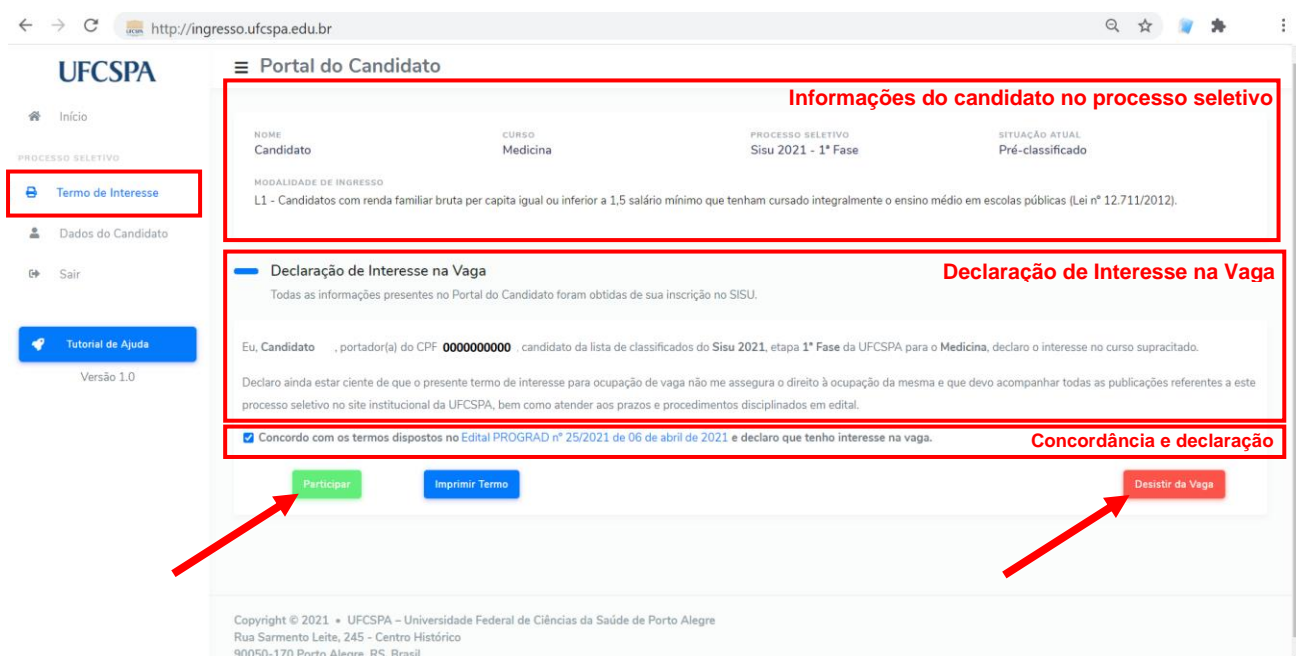 http://ingresso.ufcspa.edu.br
UFCSPA
Início
PROCESSO SELETIVO
Termo de Interesse
Dados do Candidato
Sair
Tutorial de Ajuda
Versão 1.0
Portal do Candidato
Informações do candidato no processo seletivo
NOME CURSO PROCESSO SELETIVO SITUAÇÃO ATUAL
Candidato Medicina Sisu 2021 - 1ª Fase Pré-classificado
MODALIDADE DE INGRESSO
L1 - Candidatos com renda familiar bruta per capita igual ou inferior a 1,5 salário mínimo que tenham cursado integralmente o ensino médio em escolas públicas (Lei nº 12.711/2012).
Declaração de Interesse na Vaga
Declaração de Interesse na Vaga
Todas as informações presentes no Portal do Candidato foram obtidas de sua inscrição no SISU.
Eu, Candidato , portador(a) do CPF 0000000000 , candidato da lista de classificados do Sisu 2021, etapa 1ª Fase da UFCSPA para o Medicina, declaro o interesse no curso supracitado.
Declaro ainda estar ciente de que o presente termo de interesse para ocupação de vaga não me assegura o direito à ocupação da mesma e que devo acompanhar todas as publicações referentes a este
processo seletivo no site institucional da UFCSPA, bem como atender aos prazos e procedimentos disciplinados em edital.
Concordo com os termos dispostos no Edital PROGRAD nº 25/2021 de 06 de abril de 2021 e declaro que tenho interesse na vaga.
Concordância e declaração
Participar Imprimir Termo Desistir da Vaga
Copyright © 2021 • UFCSPA – Universidade Federal de Ciências da Saúde de Porto Alegre
Rua Sarmento Leite, 245 - Centro Histórico
90050-170 Porto Alegre, RS, Brasil